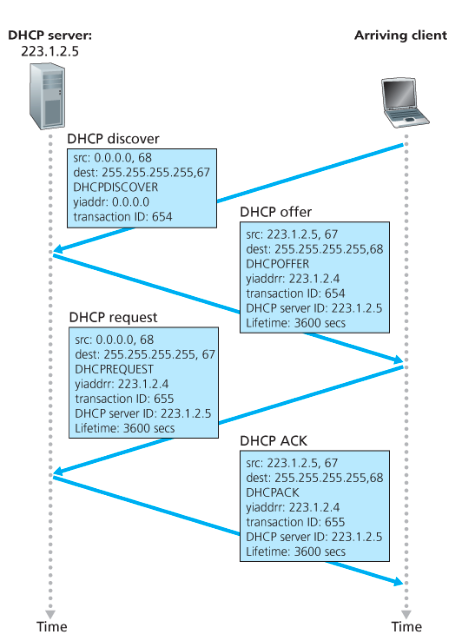 DHCP server:
223.1.2.5
Arriving client
DHCP discover
src: 0.0.0.0, 68
dest: 255.255.255.255,67
DHCPDISCOVER
yiaddr: 0.0.0.0
transaction ID: 654
DHCP offer
src: 223.1.2.5, 67
dest: 255.255.255.255,68
DHCPOFFER
yiaddrr: 223.1.2.4
transaction ID: 654
DHCP server ID: 223.1.2.5
Lifetime: 3600 secs
DHCP request
src: 0.0.0.0, 68
dest: 255.255.255.255, 67
DHCPREQUEST
yiaddrr: 223.1.2.4
transaction ID: 655
DHCP server ID: 223.1.2.5
Lifetime: 3600 secs
DHCP ACK
src: 223.1.2.5, 67
dest: 255.255.255.255,68
DHCPACK
yiaddrr: 223.1.2.4
transaction ID: 655
DHCP server ID: 223.1.2.5
Lifetime: 3600 secs
Time
Time